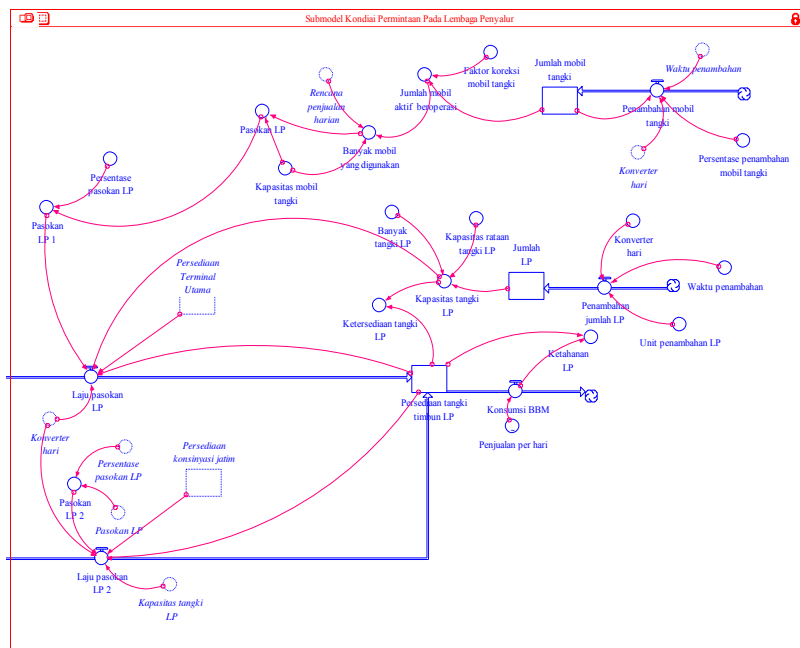 Submodel Kondiai Permintaan Pada Lembaga Penyalur
Rencana
penjualan
harian
Jumlah mobil
aktif beroperasi
Faktor koreksi
mobil tangki
Jumlah mobil
tangki
Waktu penambahan
Penambahan mobil
tangki
Pasokan LP
Banyak mobil
yang digunakan
Kapasitas mobil
tangki
Konverter
hari
Persentase penambahan
mobil tangki
Persentase
pasokan LP
Pasokan
LP 1
Banyak
tangki LP
Kapasitas rataan
tangki LP
Jumlah
LP
Konverter
hari
Persediaan
Terminal
Utama
Kapasitas tangki
LP
Waktu penambahan
Penambahan
jumlah LP
Ketersediaan tangki
LP
Unit penambahan LP
Ketahanan
LP
Laju pasokan
LP
Persediaan tangki
timbun LP
Konsumsi BBM
Penjualan per hari
Konverter
hari
Persentase
pasokan LP
Persediaan
konsinyasi jatim
Pasokan
LP 2
Pasokan LP
Laju pasokan
LP 2
Kapasitas tangki
LP